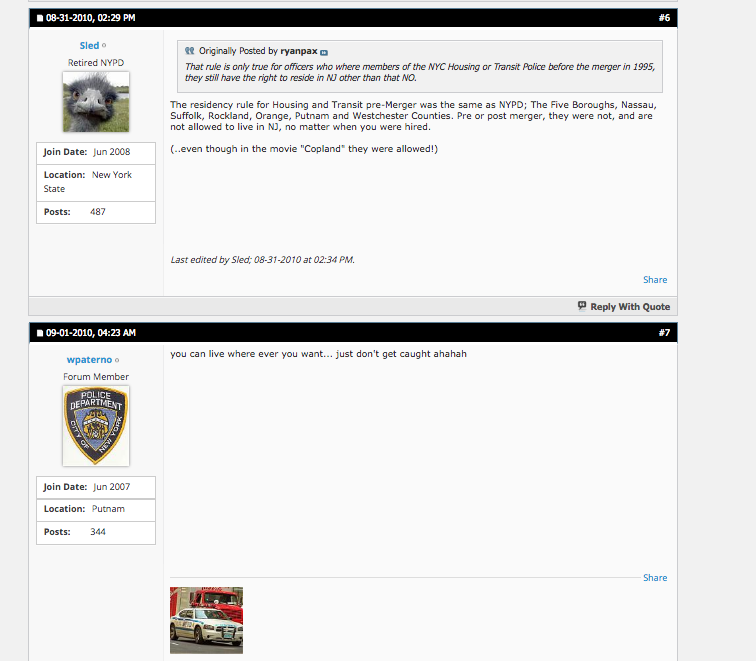 08-31-2010, 02:29 PM
#6
Sled
Retired NYPD
Join Date: Jun 2008
Location: New York
State
Posts: 487
Originally Posted by ryanpax
That rule is only true for officers who where members of the NYC Housing or Transit Police before the merger in 1995,
they still have the right to reside in NJ other than that NO.
The residency rule for Housing and Transit pre-Merger was the same as NYPD; The Five Boroughs, Nassau,
Suffolk, Rockland, Orange, Putnam and Westchester Counties. Pre or post merger, they were not, and are
not allowed to live in NJ, no matter when you were hired.
(..even though in the movie "Copland" they were allowed!)
Last edited by Sled; 08-31-2010 at 02:34 PM.
Share
Reply With Quote
09-01-2010, 04:23 AM
#7
wpaterno
Forum Member
POLICE
DEPARTMENT
CITY OF
NEW YORK
Join Date: Jun 2007
Location: Putnam
Posts: 344
you can live where ever you want... just don't get caught ahahah
Share